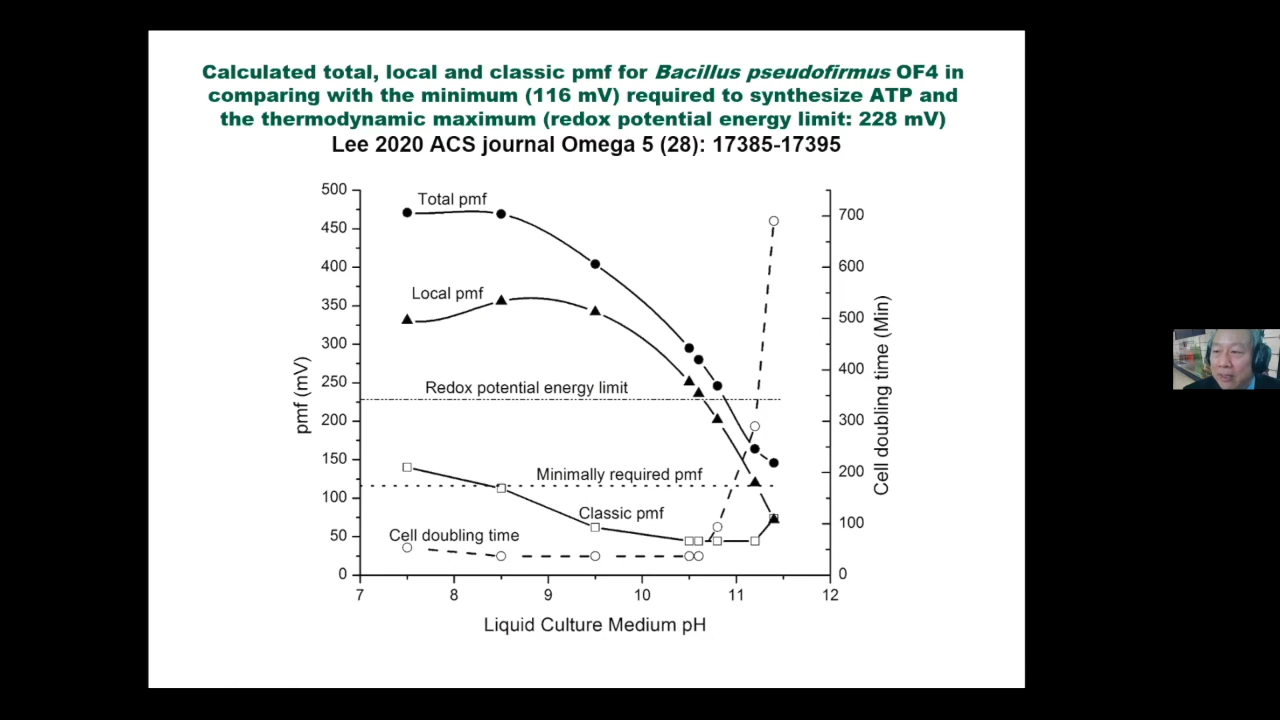 Calculated total, local and classic pmf for Bacillus pseudofirmus OF4 in
comparing with the minimum (116 mV) required to synthesize ATP and
the thermodynamic maximum (redox potential energy limit: 228 mV)
Lee 2020 ACS journal Omega 5 (28): 17385-17395
500
450
400
350
300
250
200
150
100
50
0
pmf (mV)
Total pmf
Local pmf
Redox potential energy limit
Minimally required pmf
Classic pmf
Cell doubling time
700
600
500
400
300
200
100
0
Cell doubling time (Min)
7 8 9 10 11 12
Liquid Culture Medium pH